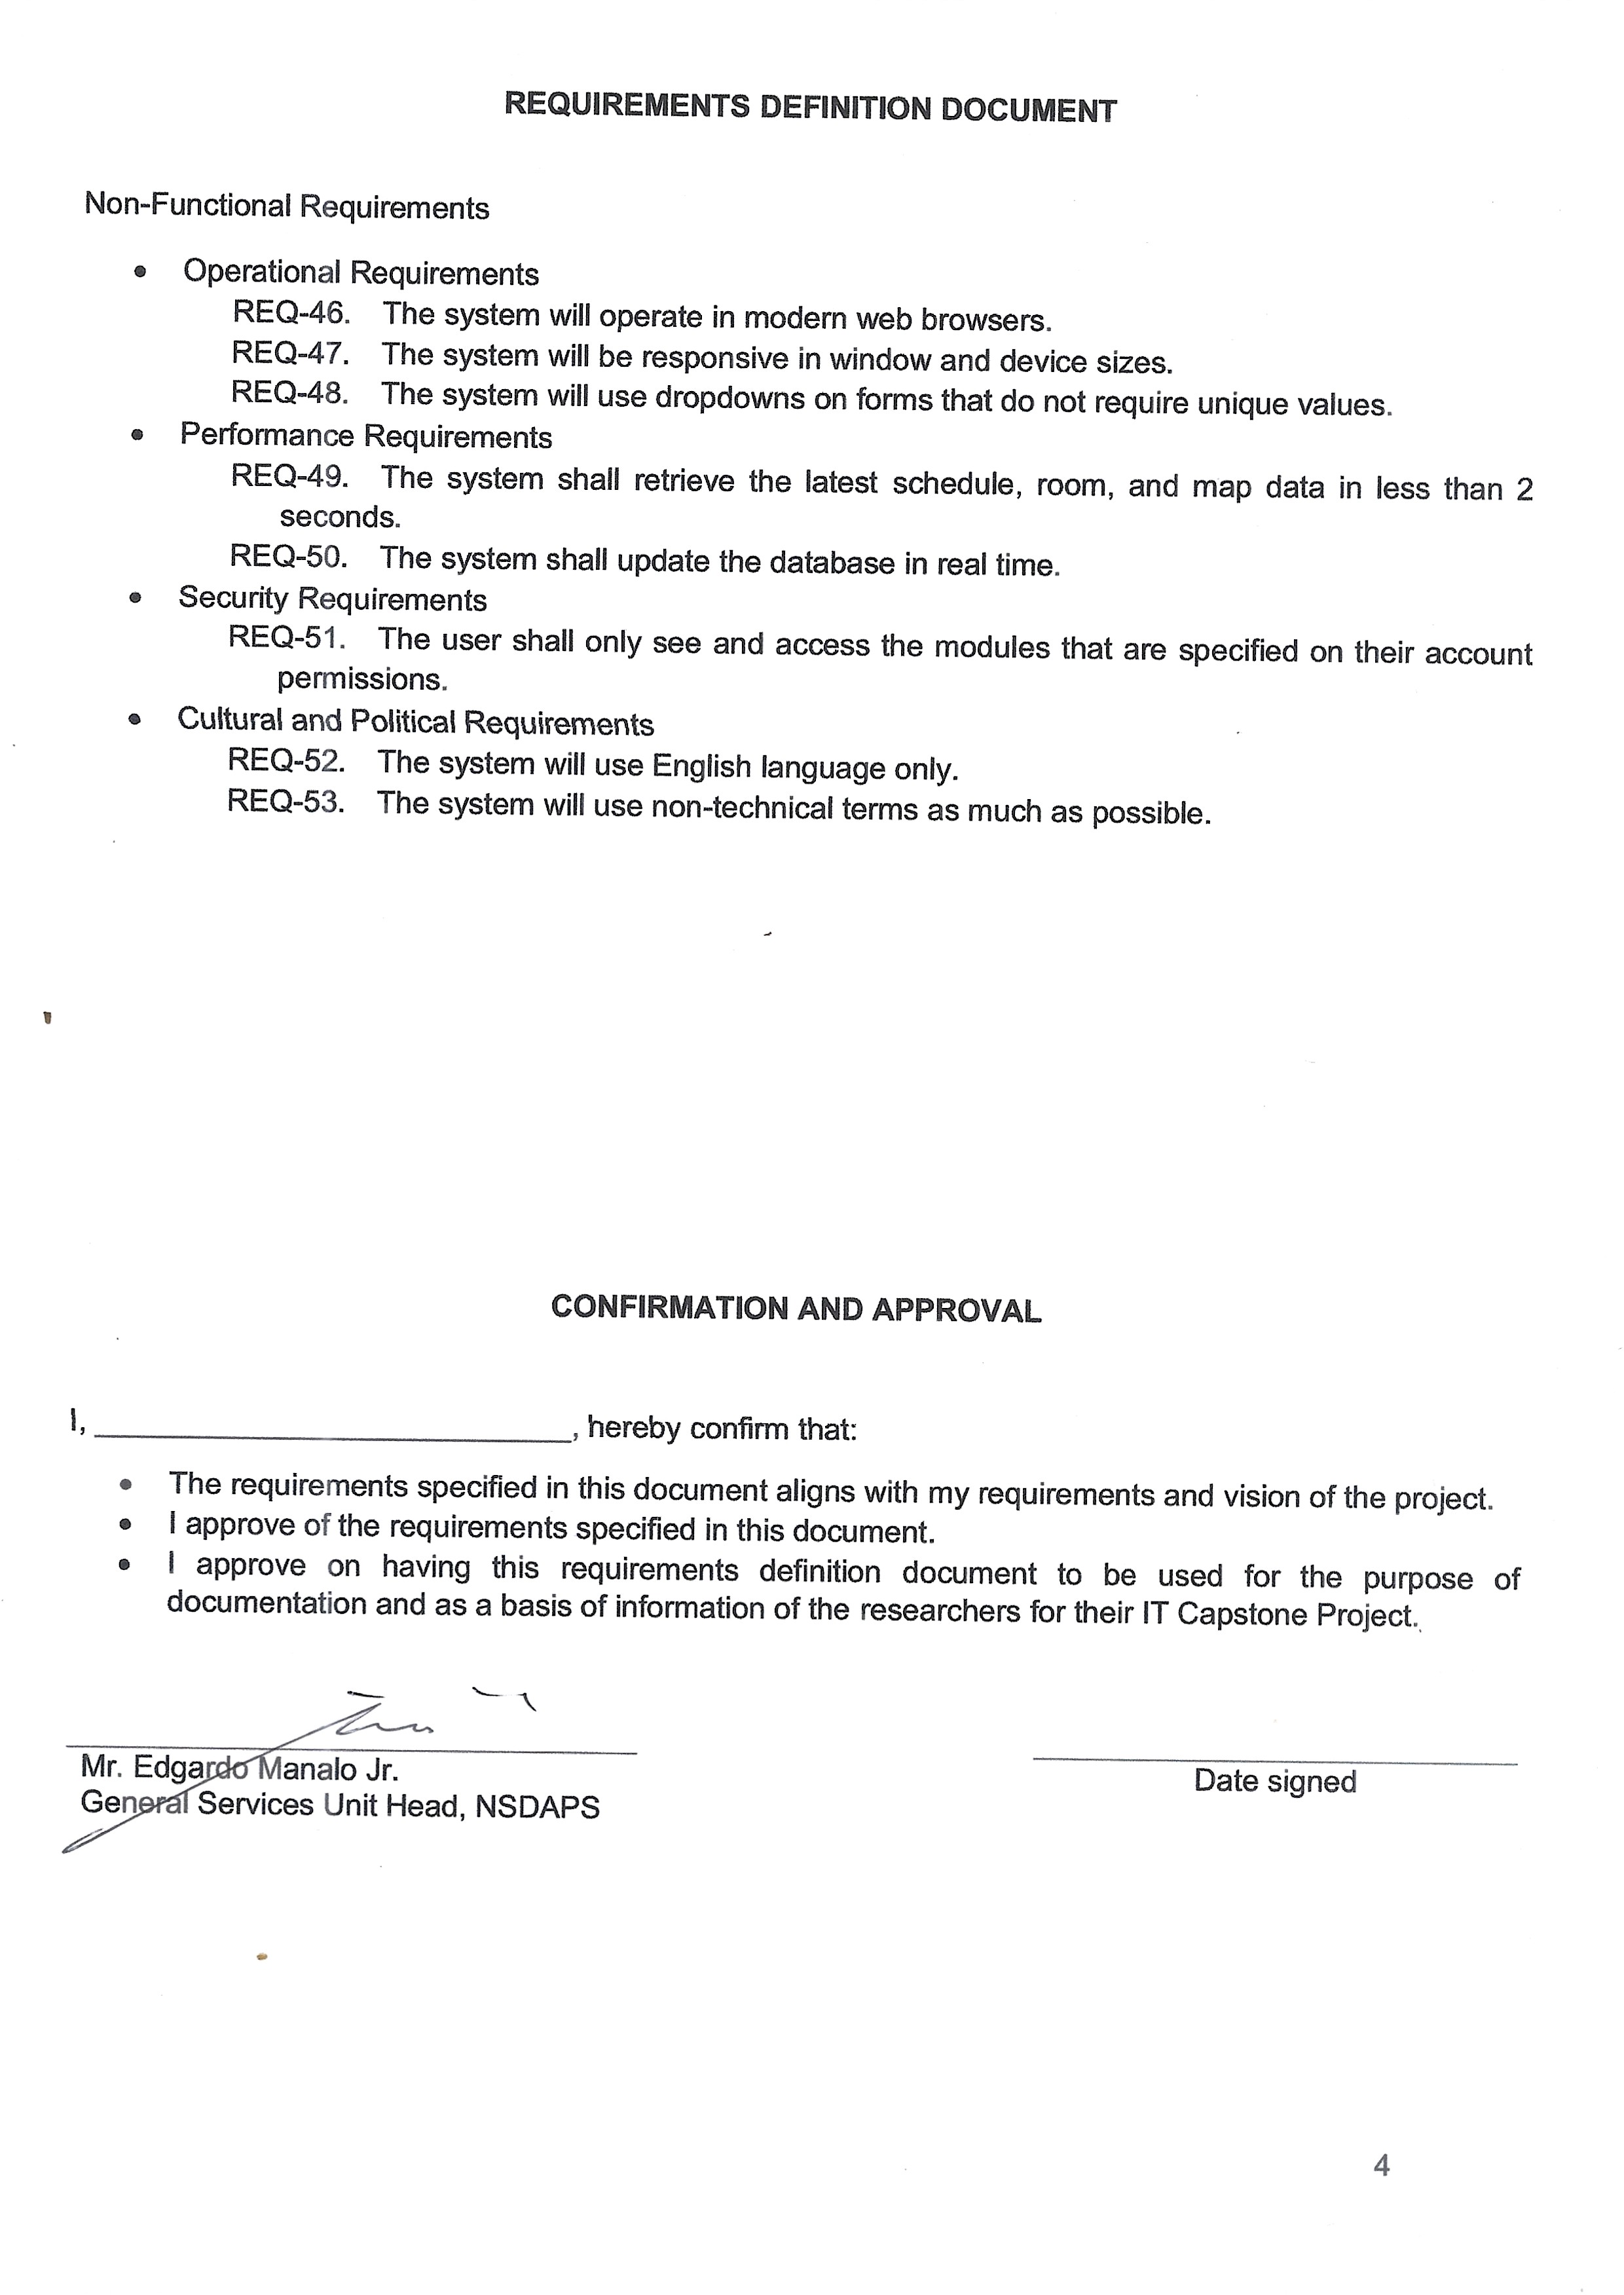 REQUIREMENTS DEFINITION DOCUMENT
Non-Functional Requirements
• Operational Requirements
REQ-46. The system will operate in modern web browsers.
REQ-47. The system will be responsive in window and device sizes.
REQ-48. The system will use dropdowns on forms that do not require unique values.
• Performance Requirements
REQ-49. The system shall retrieve the latest schedule, room, and map data in less than 2
seconds.
REQ-50. The system shall update the database in real time.
• Security Requirements
REQ-51. The user shall only see and access the modules that are specified on their account
permissions.
• Cultural and Political Requirements
REQ-52. The system will use English language only.
REQ-53. The system will use non-technical terms as much as possible.
CONFIRMATION AND APPROVAL
I, ____________________________, hereby confirm that:
• The requirements specified in this document aligns with my requirements and vision of the project.
• I approve of the requirements specified in this document.
• I approve on having this requirements definition document to be used for the purpose of
documentation and as a basis of information of the researchers for their IT Capstone Project.
Mr. Edgardo Manalo Jr.
General Services Unit Head, NSDAPS
Date signed
4